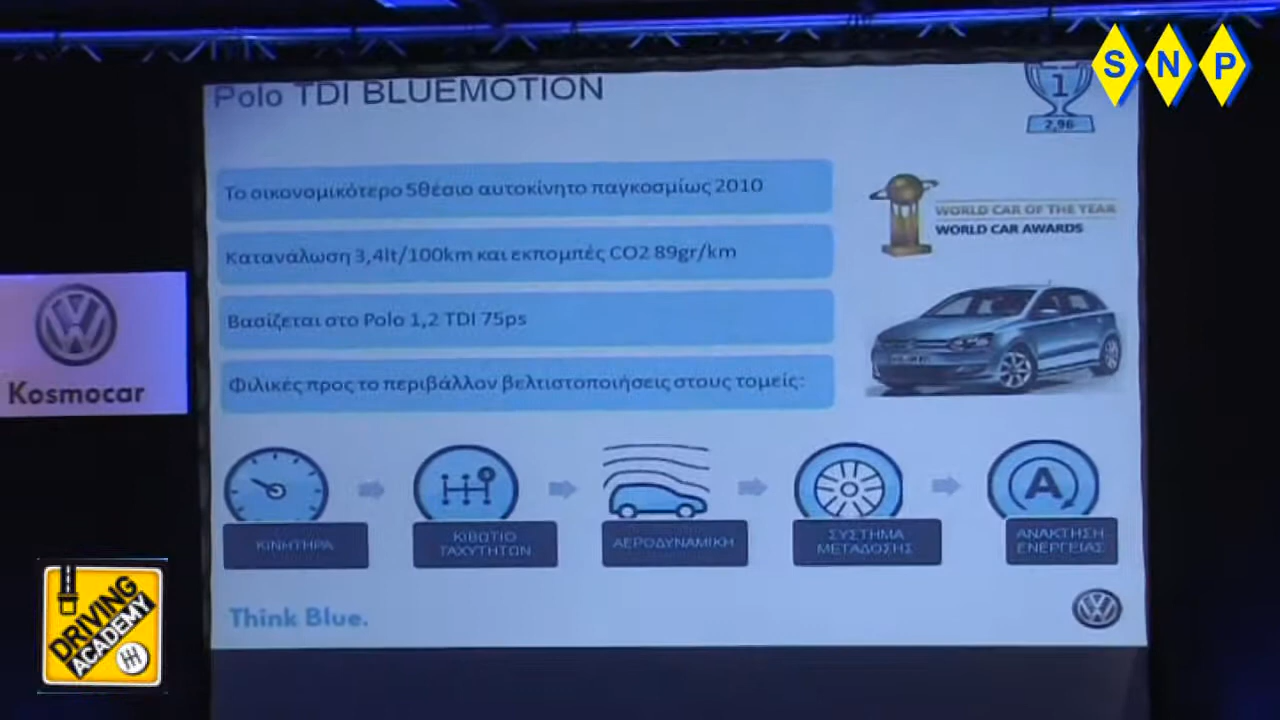 S N P
Polo TDI BLUEMOTION
1
2,96
Το οικονομικότερο 5θέσιο αυτοκίνητο παγκοσμίως 2010
WORLD CAR OF THE YEAR
WORLD CAR AWARDS
Κατανάλωση 3,4lt/100km και εκπομπές CO2 89gr/km
Βασίζεται στο Polo 1,2 TDI 75ps
Φιλικές προς το περιβάλλον βελτιστοποιήσεις στους τομείς:
Kosmocar
A
ΚΙΝΗΤΗΡΑ
ΚΙΒΩΤΙΟ
ΤΑΧΥΤΗΤΩΝ
ΑΕΡΟΔΥΝΑΜΙΚΗ
ΣΥΣΤΗΜΑ
ΜΕΤΑΔΟΣΗΣ
ΑΝΑΚΤΗΣΗ
ΕΝΕΡΓΕΙΑΣ
Think Blue.
DRIVING
ACADEMY